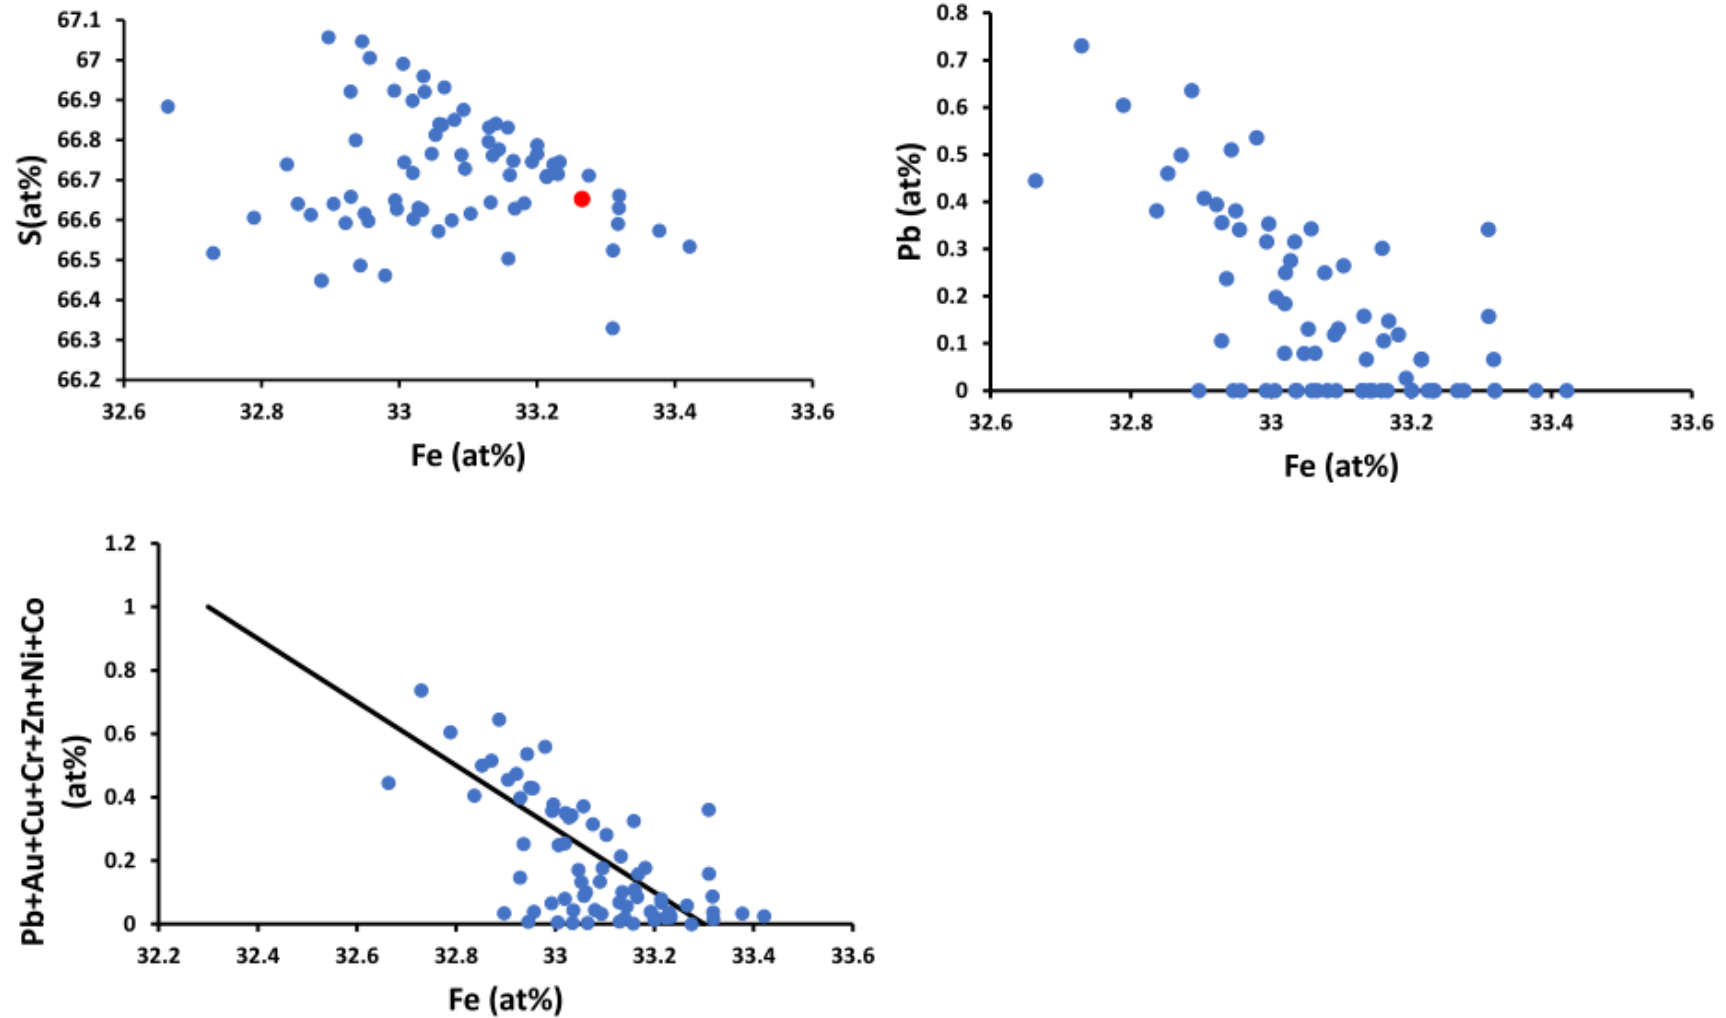 67.1
67
66.9
66.8
66.7
66.6
66.5
66.4
66.3
66.2
S(at%)
32.6 32.8 33 33.2 33.4 33.6
Fe (at%)
0.8
0.7
0.6
0.5
0.4
0.3
0.2
0.1
0
Pb (at%)
32.6 32.8 33 33.2 33.4 33.6
Fe (at%)
1.2
1
0.8
0.6
0.4
0.2
0
Pb+Au+Cu+Cr+Zn+Ni+Co
(at%)
32.2 32.4 32.6 32.8 33 33.2 33.4 33.6
Fe (at%)